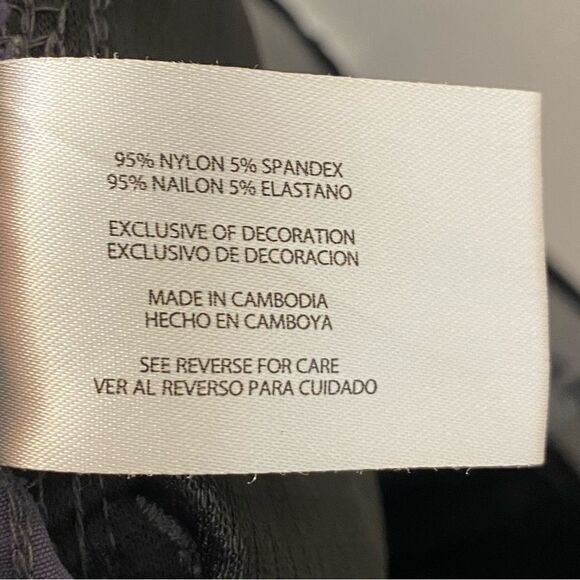 95% NYLON 5% SPANDEX
95% NAILON 5% ELASTANO
EXCLUSIVE OF DECORATION
EXCLUSIVO DE DECORACION
MADE IN CAMBODIA
HECHO EN CAMBOYA
SEE REVERSE FOR CARE
VER AL REVERSO PARA CUIDADO